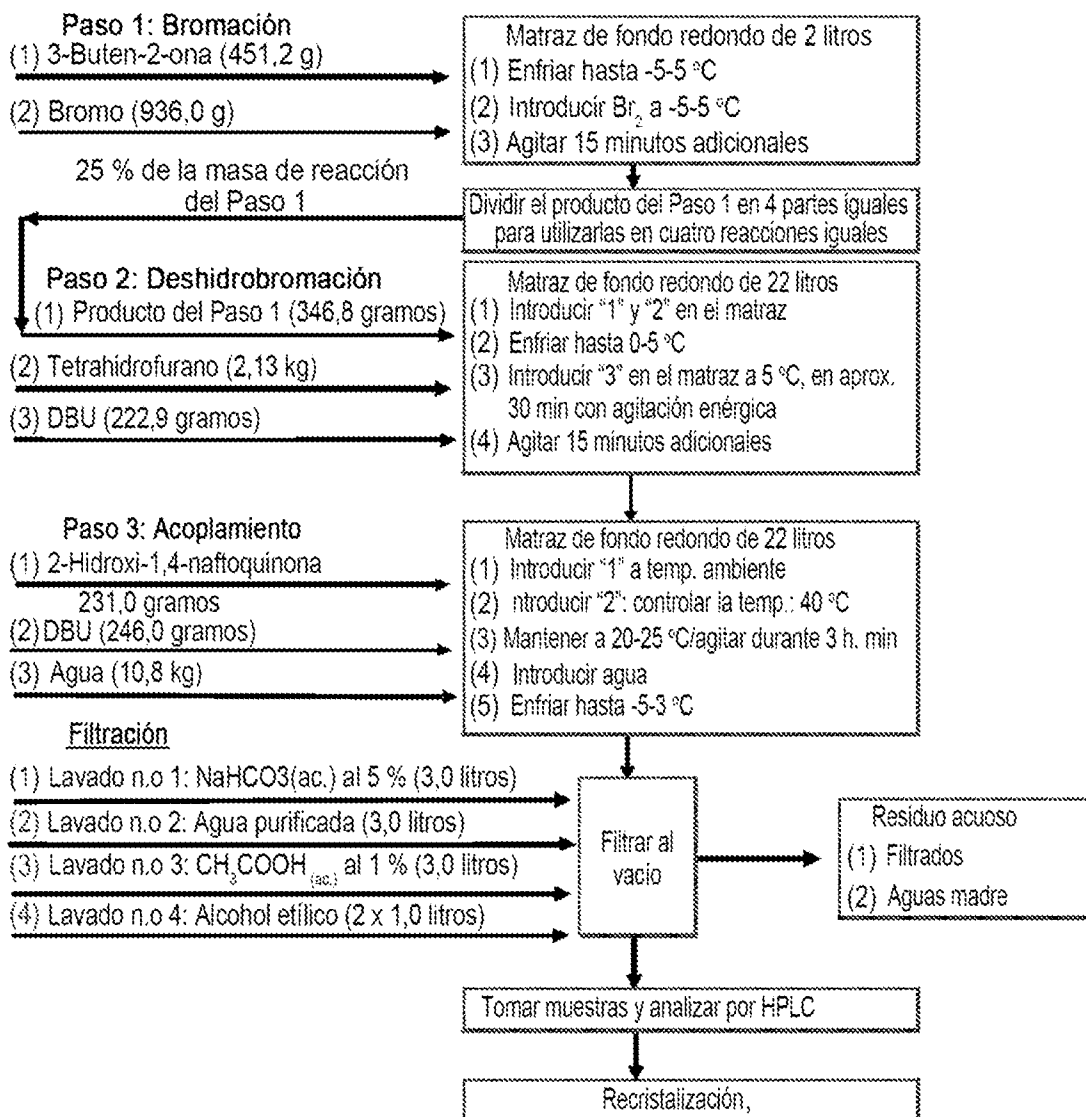 Paso 1: Bromación
(1) 3-Buten-2-ona (451,2 g)
(2) Bromo (936,0 g)
Matraz de fondo redondo de 2 litros
(1) Enfriar hasta -5-5 ºC
(2) Introducir Br2 a -5-5 ºC
(3) Agitar 15 minutos adicionales
25 % de la masa de reacción
del Paso 1
Dividir el producto del Paso 1 en 4 partes iguales
para utilizarlas en cuatro reacciones iguales
Paso 2: Deshidrobromación
(1) Producto del Paso 1 (346,8 gramos)
(2) Tetrahidrofurano (2,13 kg)
(3) DBU (222,9 gramos)
Matraz de fondo redondo de 22 litros
(1) Introducir “1” y “2” en el matraz
(2) Enfriar hasta 0-5 ºC
(3) Introducir “3” en el matraz a 5 ºC, en aprox.
30 min con agitación enérgica
(4) Agitar 15 minutos adicionales
Paso 3: Acoplamiento
(1) 2-Hidroxi-1,4-naftoquinona
231,0 gramos
(2) DBU (246,0 gramos)
(3) Agua (10,8 kg)
Matraz de fondo redondo de 22 litros
(1) Introducir “1” a temp. ambiente
(2) ntroducir “2”: controlar la temp.: 40 ºC
(3) Mantener a 20-25 ºC/agitar durante 3 h. min
(4) Introducir agua
(5) Enfriar hasta -5-3 ºC
Filtración
(1) Lavado n.o 1: NaHCO3(ac.) al 5 % (3,0 litros)
(2) Lavado n.o 2: Agua purificada (3,0 litros)
(3) Lavado n.o 3: CH3COOH (ac.) al 1 % (3,0 litros)
(4) Lavado n.o 4: Alcohol etílico (2 x 1,0 litros)
Filtrar al
vacío
Residuo acuoso
(1) Filtrados
(2) Aguas madre
Tomar muestras y analizar por HPLC
Recristalización,